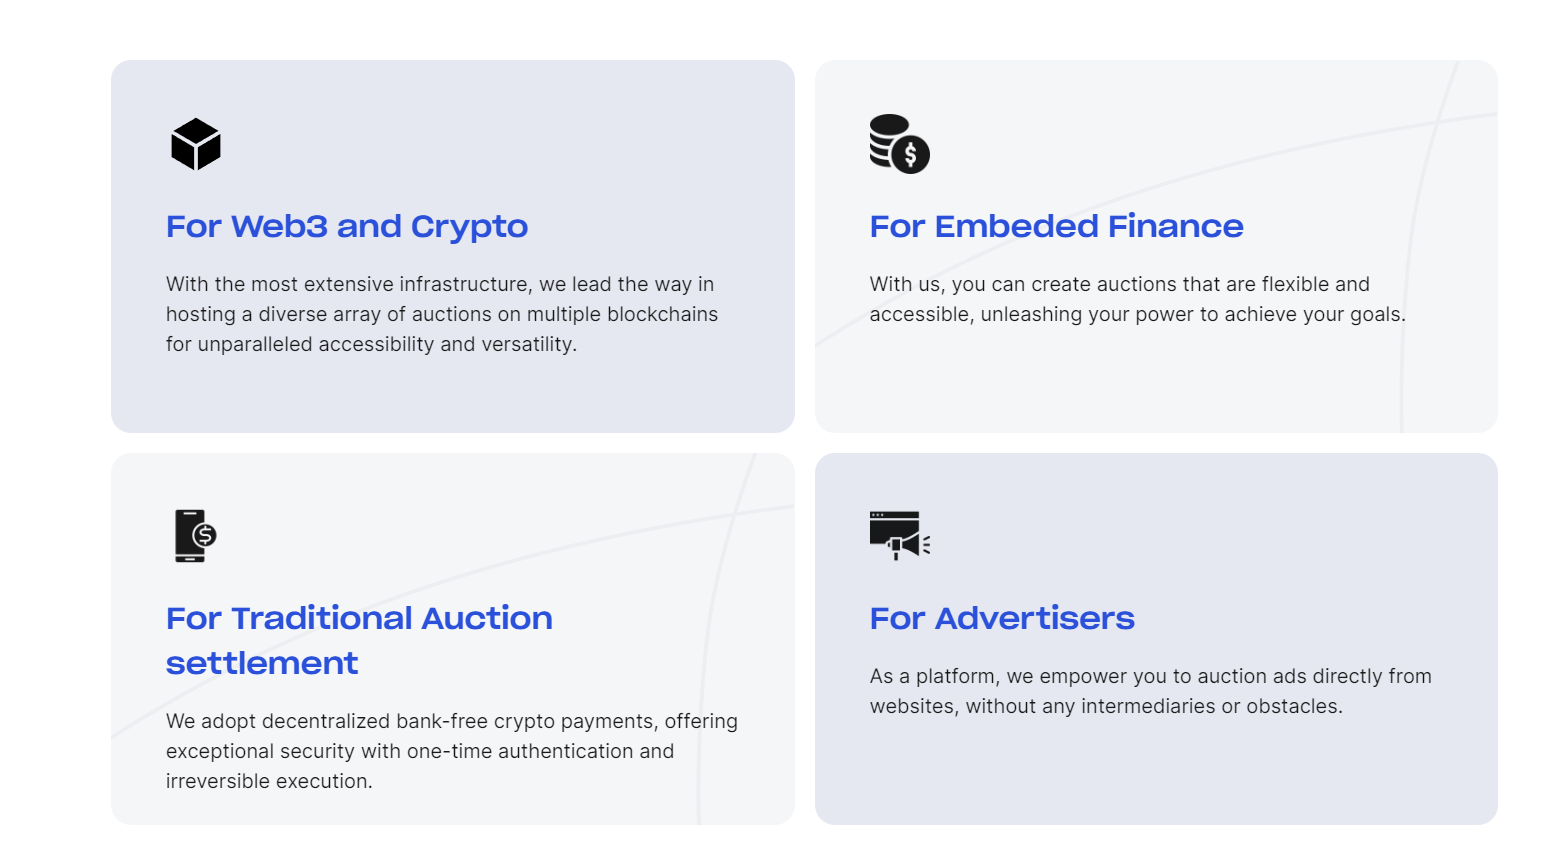 For Web3 and Crypto
With the most extensive infrastructure, we lead the way in
hosting a diverse array of auctions on multiple blockchains
for unparalleled accessibility and versatility.
For Embeded Finance
With us, you can create auctions that are flexible and
accessible, unleashing your power to achieve your goals.
For Traditional Auction
settlement
We adopt decentralized bank-free crypto payments, offering
exceptional security with one-time authentication and
irreversible execution.
For Advertisers
As a platform, we empower you to auction ads directly from
websites, without any intermediaries or obstacles.